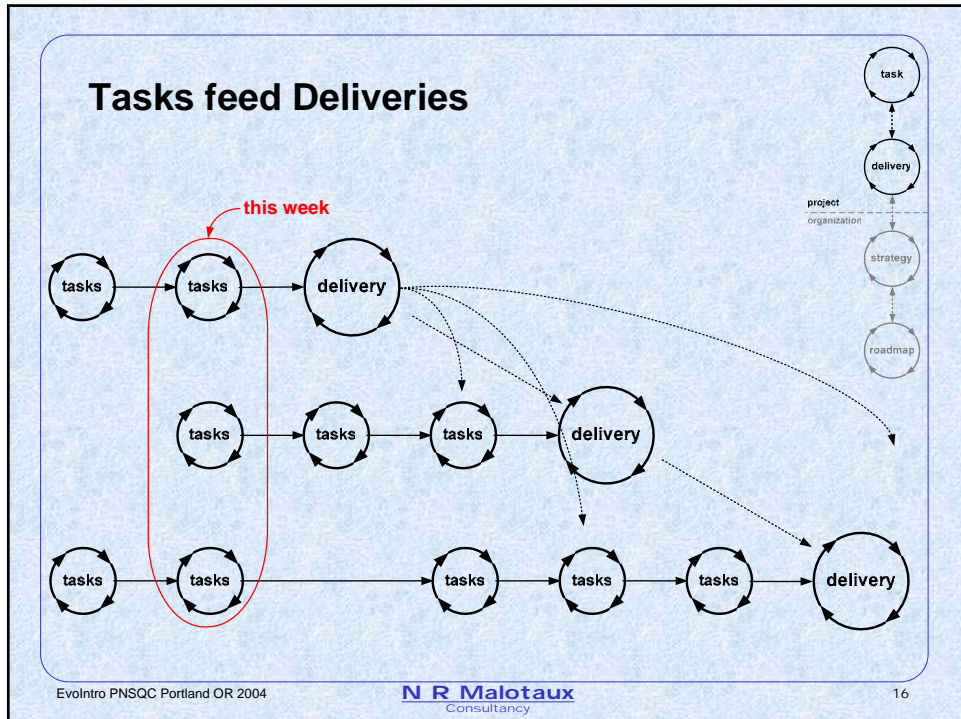 Tasks feed Deliveries
task
delivery
project
organization
strategy
roadmap
this week
tasks
tasks
delivery
tasks
tasks
tasks
delivery
tasks
tasks
tasks
tasks
tasks
delivery
EvoIntro PNSQC Portland OR 2004
N R Malotaux
Consultancy
16